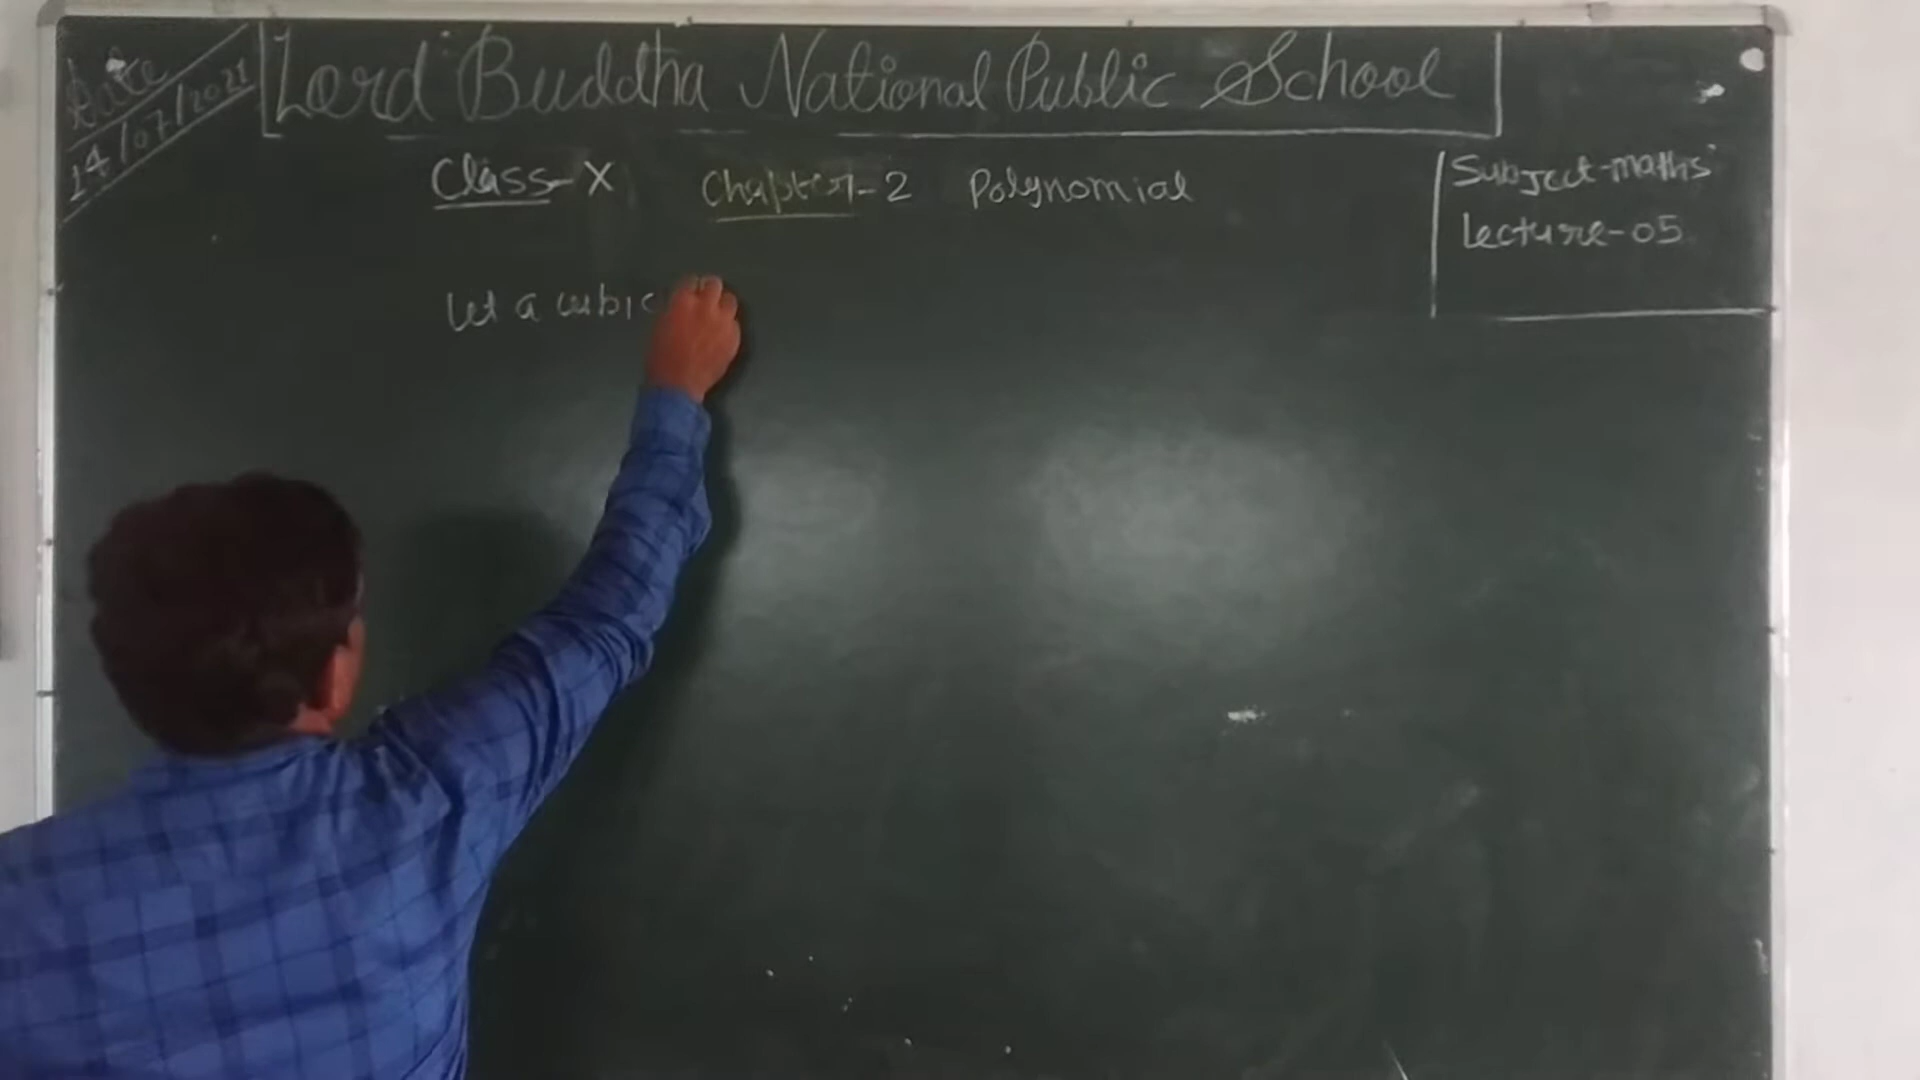 Date
14/07/2021
Lord Buddha National Public School
Class-X Chapter-2 Polynomial
Subject-maths
Lecture-05
Let a cubic